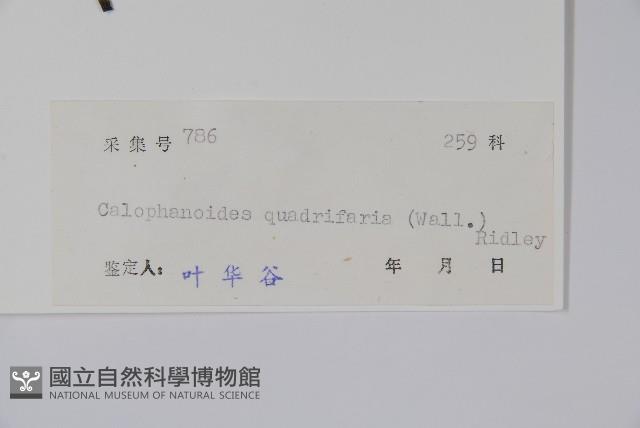 采集号 786 259 科
Calophanoides quadrifaria (Wall.)
Ridley
鉴定人: 叶华谷 年 月 日
國立自然科學博物館
NATIONAL MUSEUM OF NATURAL SCIENCE